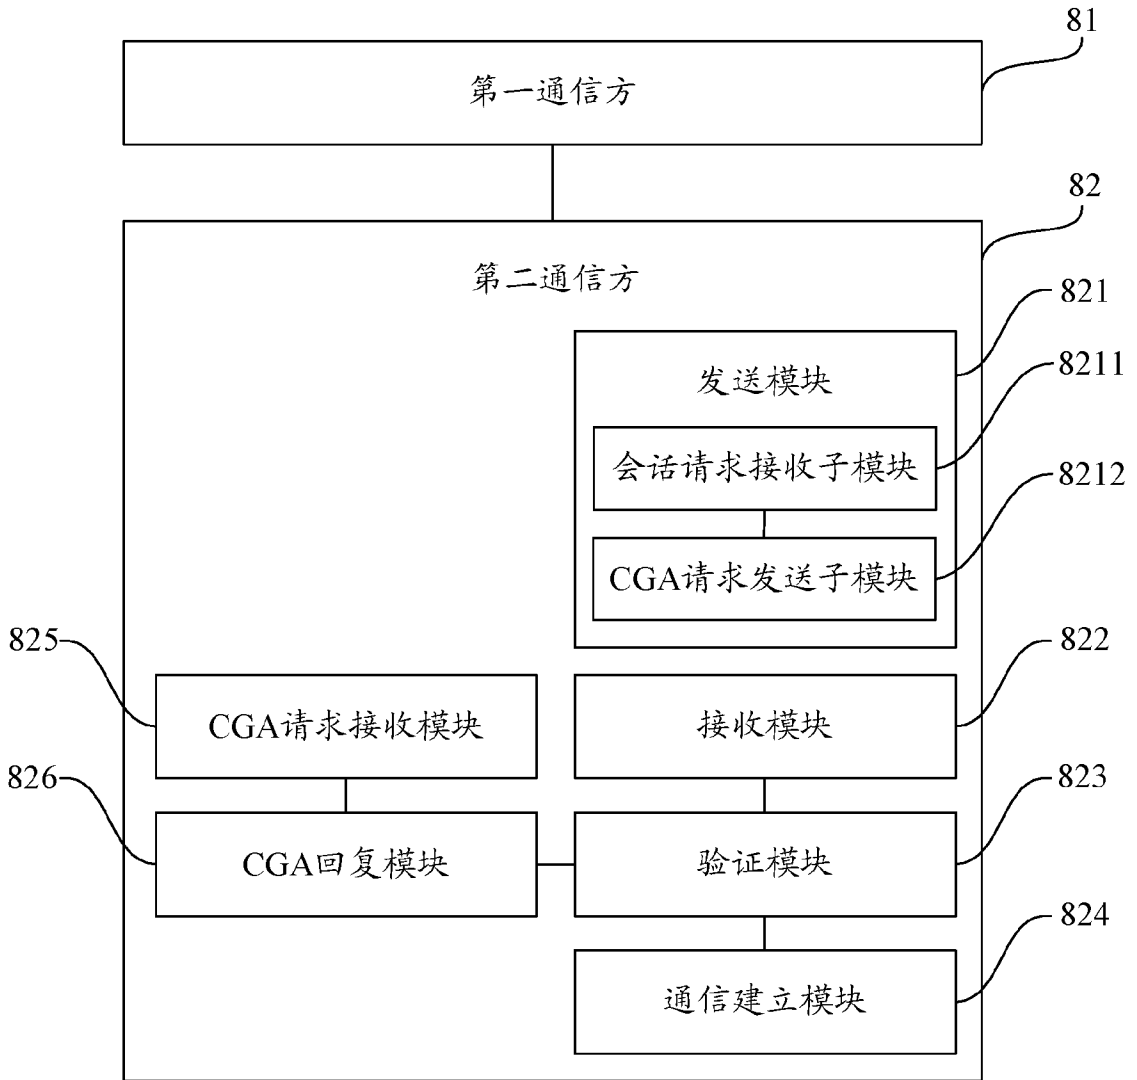 81
第一通信方
82
第二通信方
821
发送模块
8211
会话请求接收子模块
8212
CGA请求发送子模块
825
822
CGA请求接收模块
接收模块
826
823
CGA回复模块
验证模块
824
通信建立模块